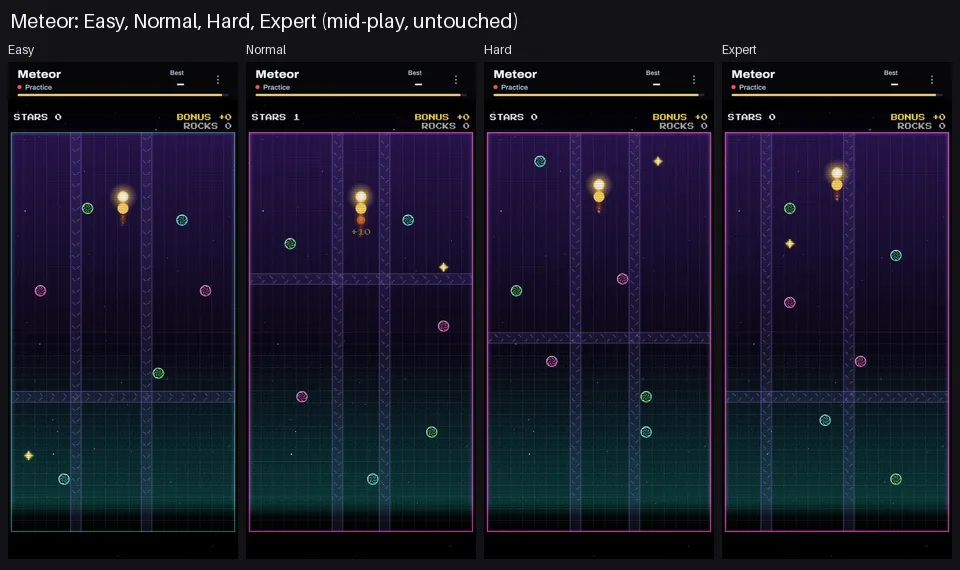 Meteor: Easy, Normal, Hard, Expert (mid-play, untouched)
Easy
Meteor
Practice
Best
–
STARS 0
BONUS +0
ROCKS 0
Normal
Meteor
Practice
Best
–
STARS 1
BONUS +0
ROCKS 0
+10
Hard
Meteor
Practice
Best
–
STARS 0
BONUS +0
ROCKS 0
Expert
Meteor
Practice
Best
–
STARS 0
BONUS +0
ROCKS 0